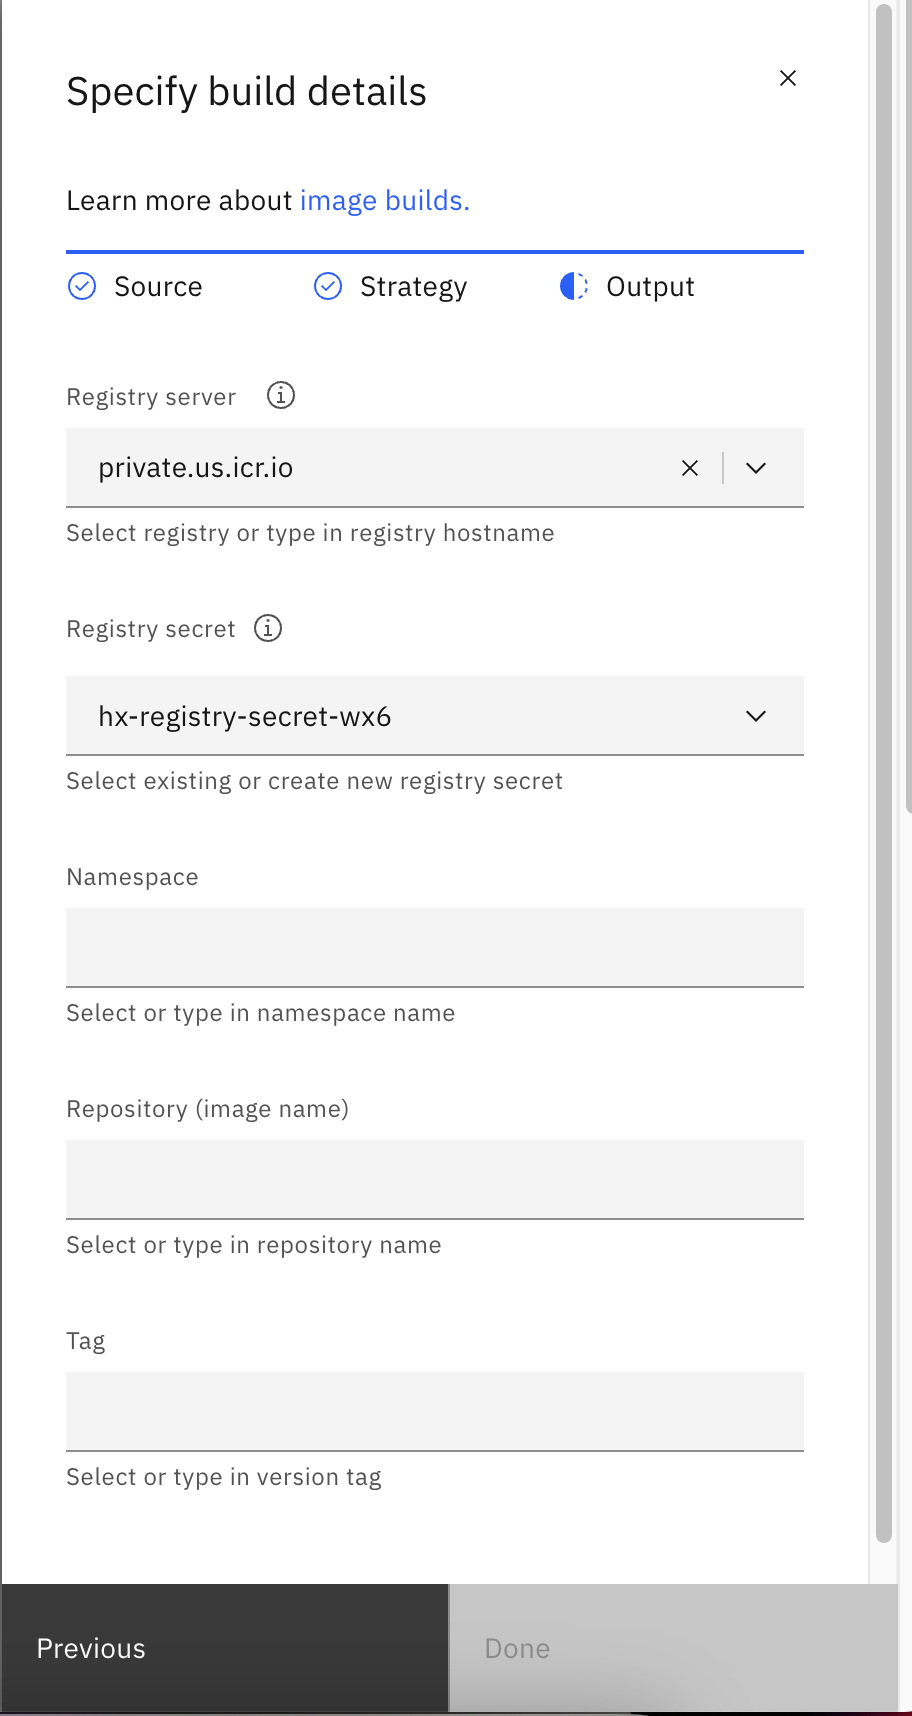 Specify build details
Learn more about image builds.
Source
Strategy
Output
Registry server
private.us.icr.io
Select registry or type in registry hostname
Registry secret
hx-registry-secret-wx6
Select existing or create new registry secret
Namespace
Select or type in namespace name
Repository (image name)
Select or type in repository name
Tag
Select or type in version tag
Previous
Done